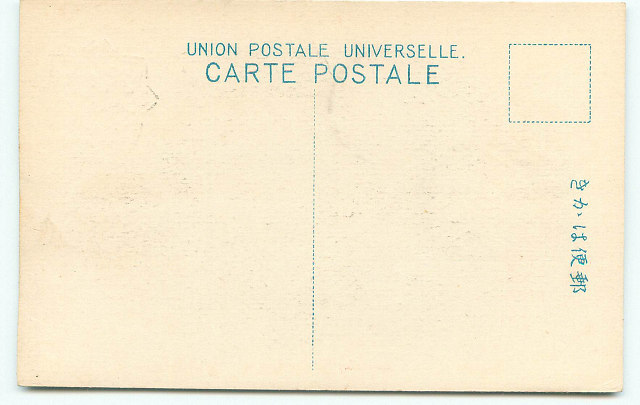 UNION POSTALE UNIVERSELLE.
CARTE POSTALE
郵便はかき